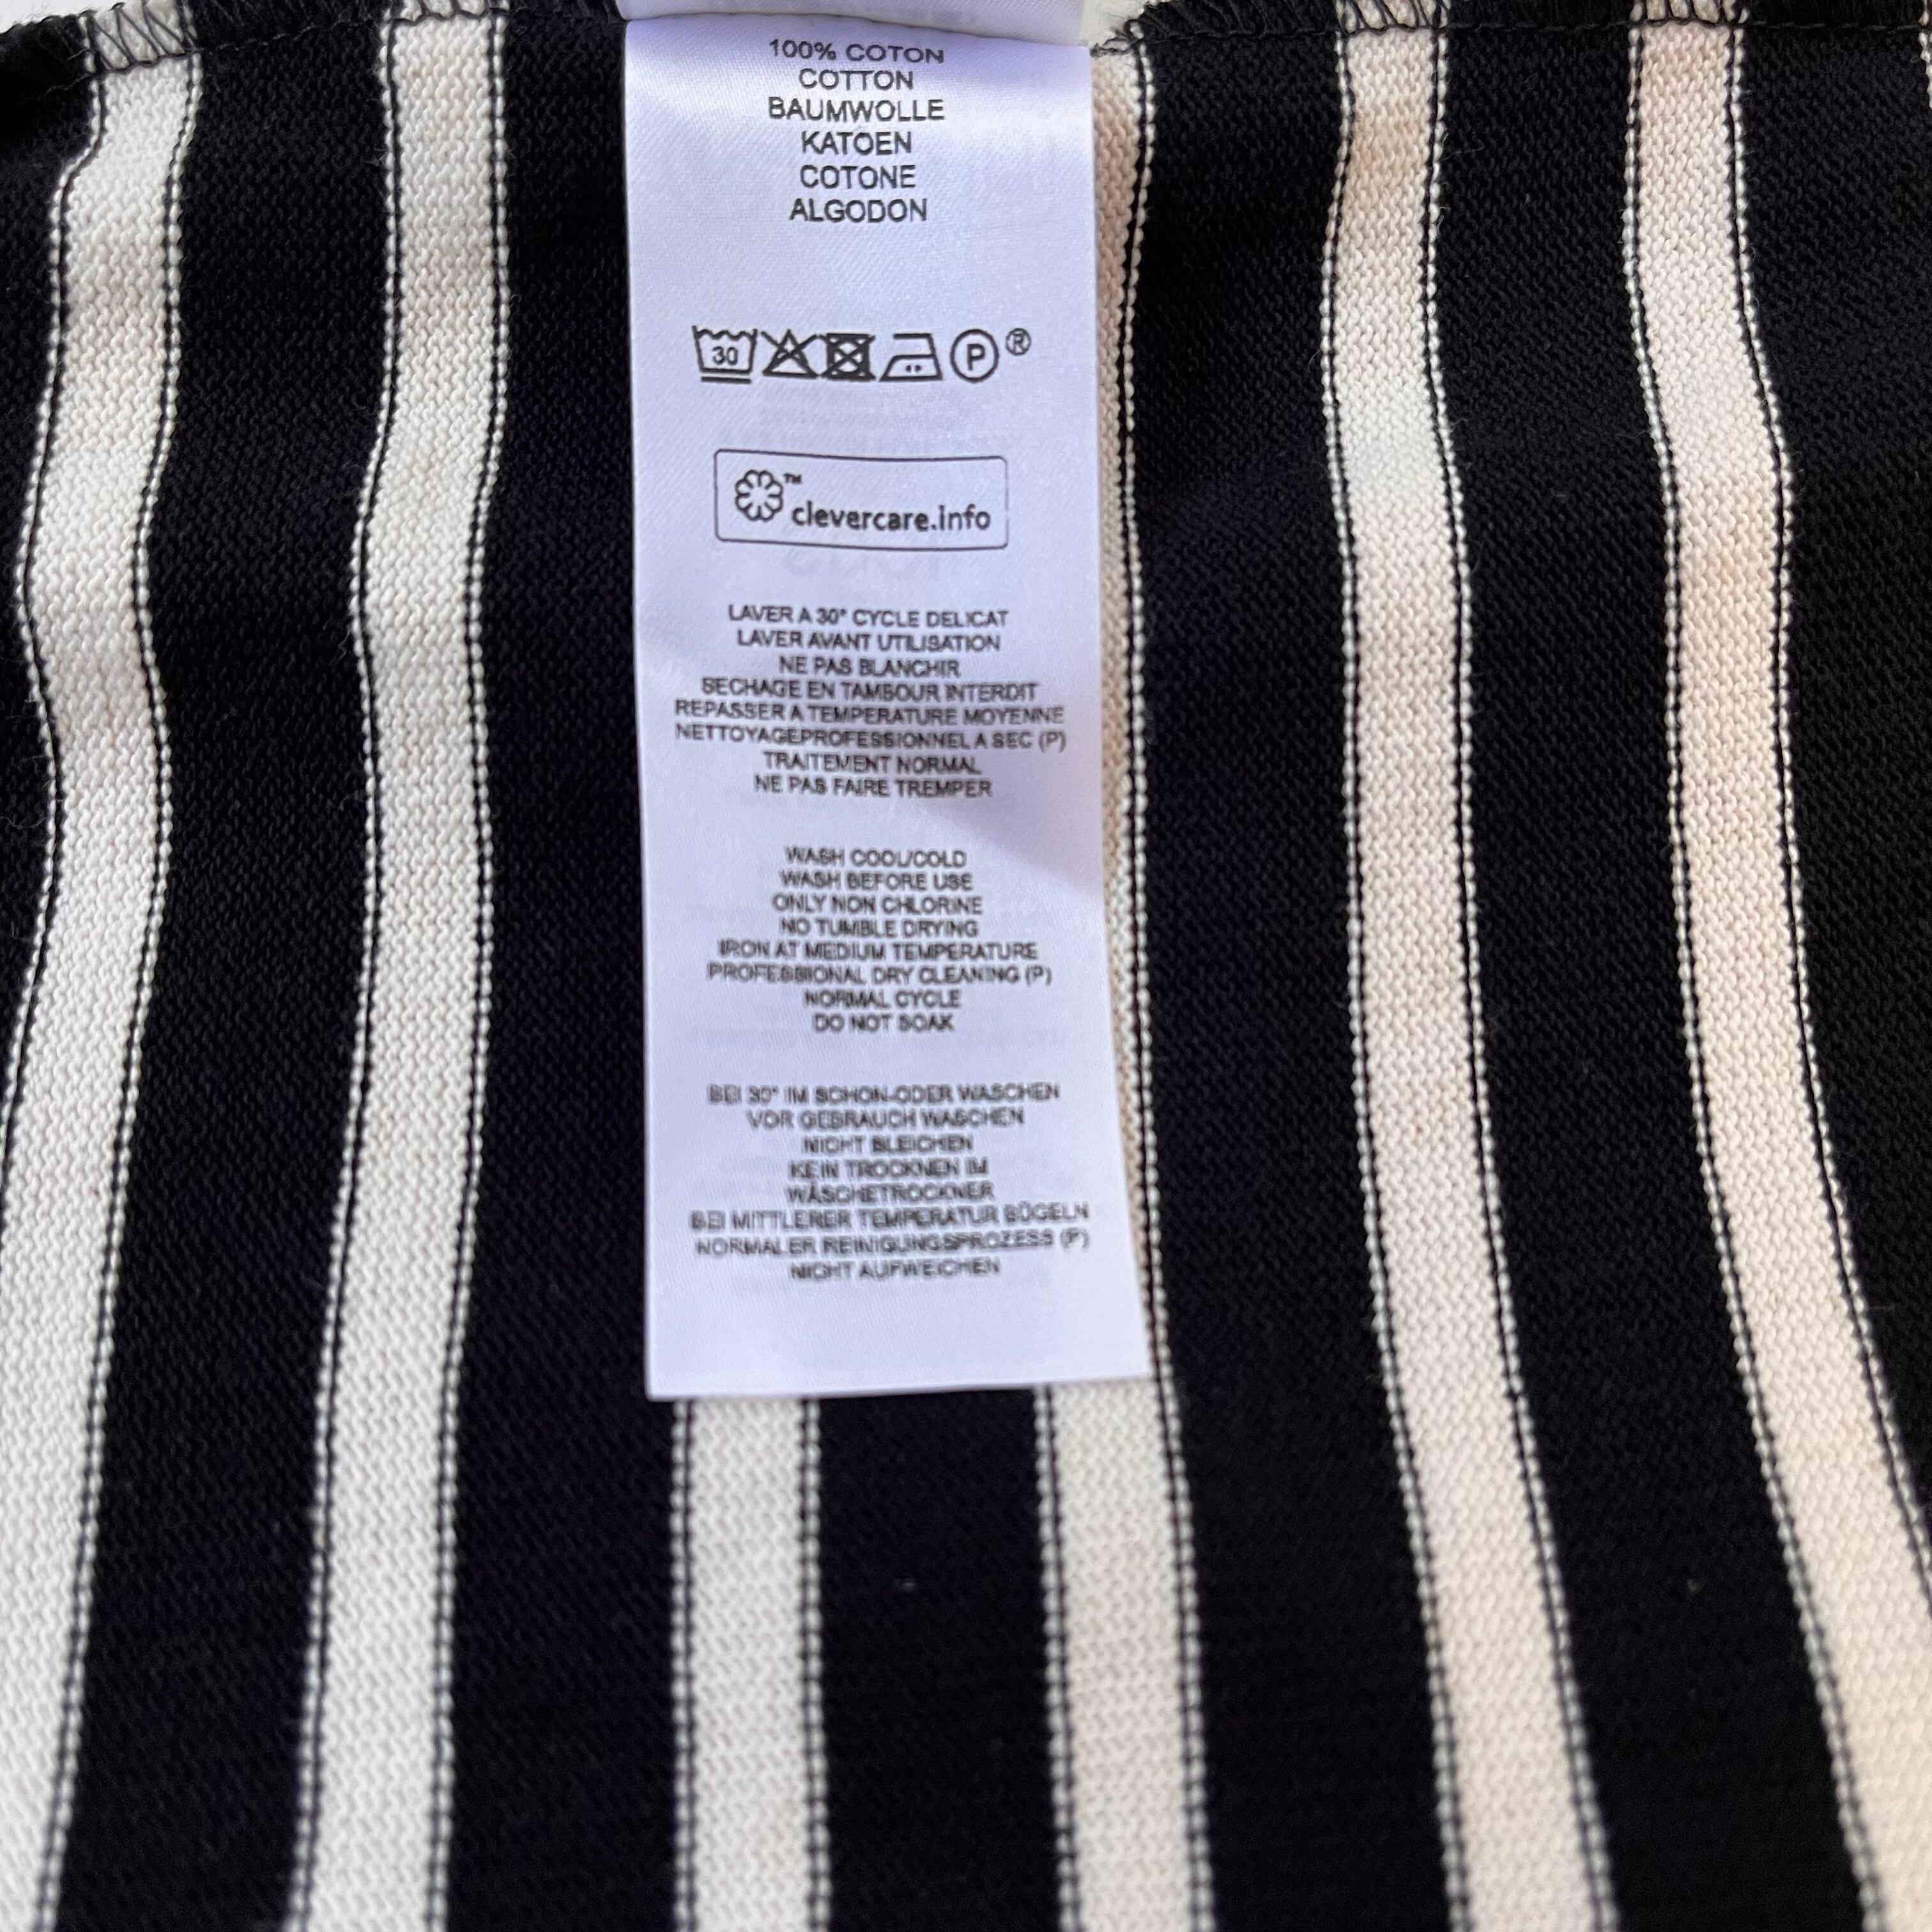 100% COTON
COTTON
BAUMWOLLE
KATOEN
COTONE
ALGODON
30 P ®
™ clevercare.info
LAVER A 30° CYCLE DELICAT
LAVER AVANT UTILISATION
NE PAS BLANCHIR
SECHAGE EN TAMBOUR INTERDIT
REPASSER A TEMPERATURE MOYENNE
NETTOYAGEPROFESSIONNEL A SEC (P)
TRAITEMENT NORMAL
NE PAS FAIRE TREMPER
WASH COOL/COLD
WASH BEFORE USE
ONLY NON CHLORINE
NO TUMBLE DRYING
IRON AT MEDIUM TEMPERATURE
PROFESSIONAL DRY CLEANING (P)
NORMAL CYCLE
DO NOT SOAK
BEI 30° IM SCHON-ODER WASCHEN
VOR GEBRAUCH WASCHEN
NICHT BLEICHEN
KEIN TROCKNEN IM
WÄSCHETROCKNER
BEI MITTLERER TEMPERATUR BÜGELN
NORMALER REINIGUNGSPROZESS (P)
NICHT AUFWEICHEN